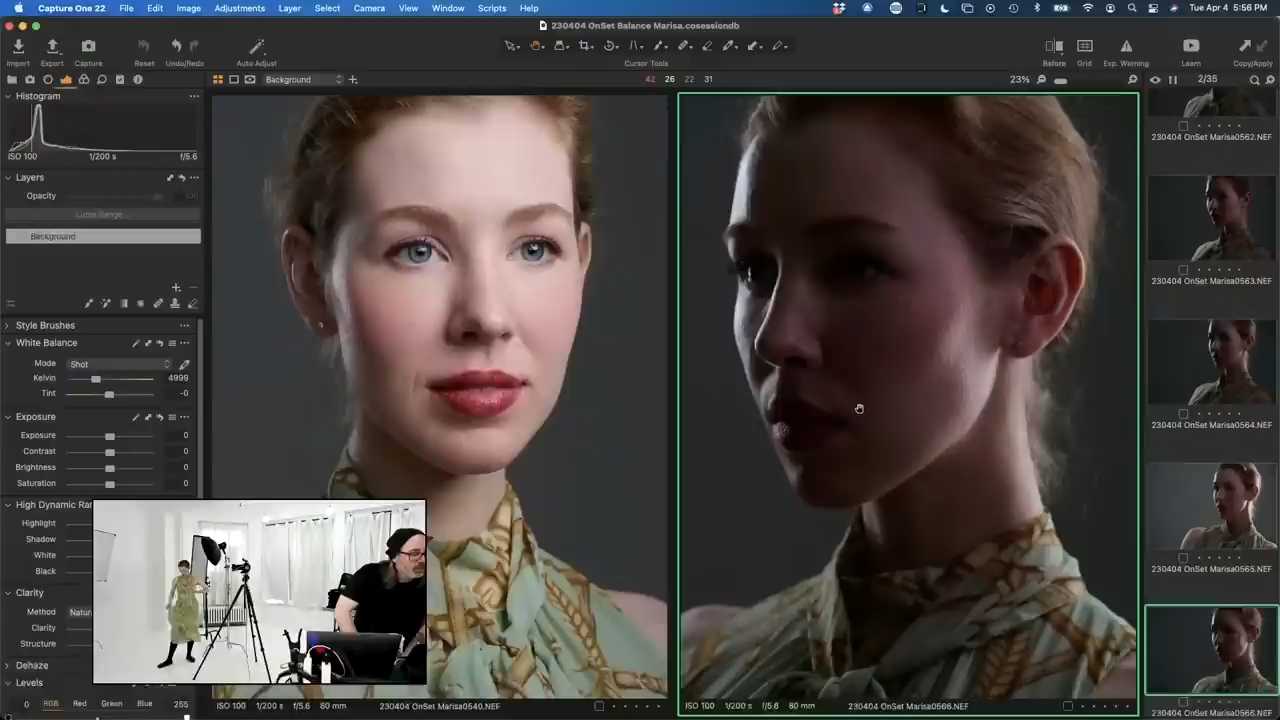 Capture One 22 File Edit Image Adjustments Layer Select Camera View Window Scripts Help Tue Apr 4 5:56 PM
230404 OnSet Balance Marisa.cosessiondb
Import Export Capture Reset Undo/Redo Auto Adjust Cursor Tools Before Grid Exp. Warning Learn Copy/Apply
Background 42 26 22 31 23% 2/35
Histogram
ISO 100 1/200 s f/5.6
Layers
Opacity
Luma Range...
Background
Style Brushes
White Balance
Mode Shot
Kelvin 4999
Tint -0
Exposure
Exposure 0
Contrast 0
Brightness 0
Saturation 0
High Dynamic Ran
Highlight
Shadow
White
Black
Clarity
Method Natur
Clarity
Structure
Dehaze
Levels
0 RGB Red Green Blue 255
ISO 100 1/200 s f/5.6 80 mm 230404 OnSet Marisa0540.NEF
ISO 100 1/200 s f/5.6 80 mm 230404 OnSet Marisa0566.NEF
230404 OnSet Marisa0562.NEF
230404 OnSet Marisa0563.NEF
230404 OnSet Marisa0564.NEF
230404 OnSet Marisa0565.NEF
230404 OnSet Marisa0566.NEF